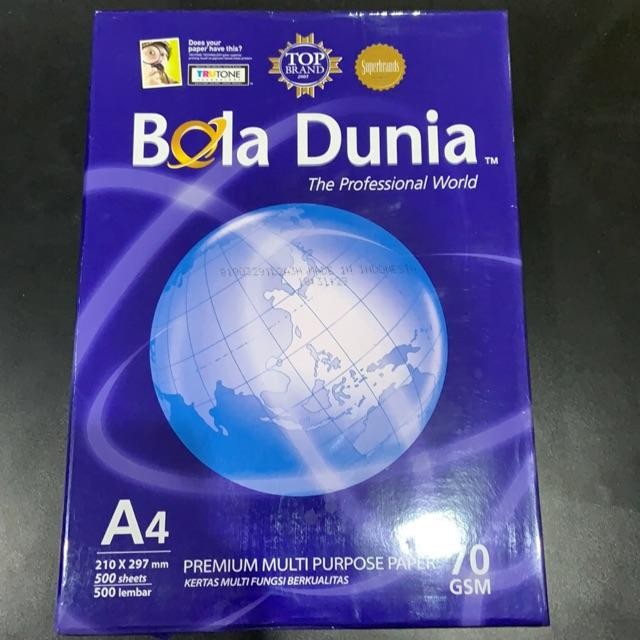 Does your
paper have this?
TRUTONE
TOP
BRAND
Superbrands
Bola Dunia TM
The Professional World
MADE IN INDONESIA
A4
210 X 297 mm
500 sheets
500 lembar
PREMIUM MULTI PURPOSE PAPER
KERTAS MULTI FUNGSI BERKUALITAS
70
GSM